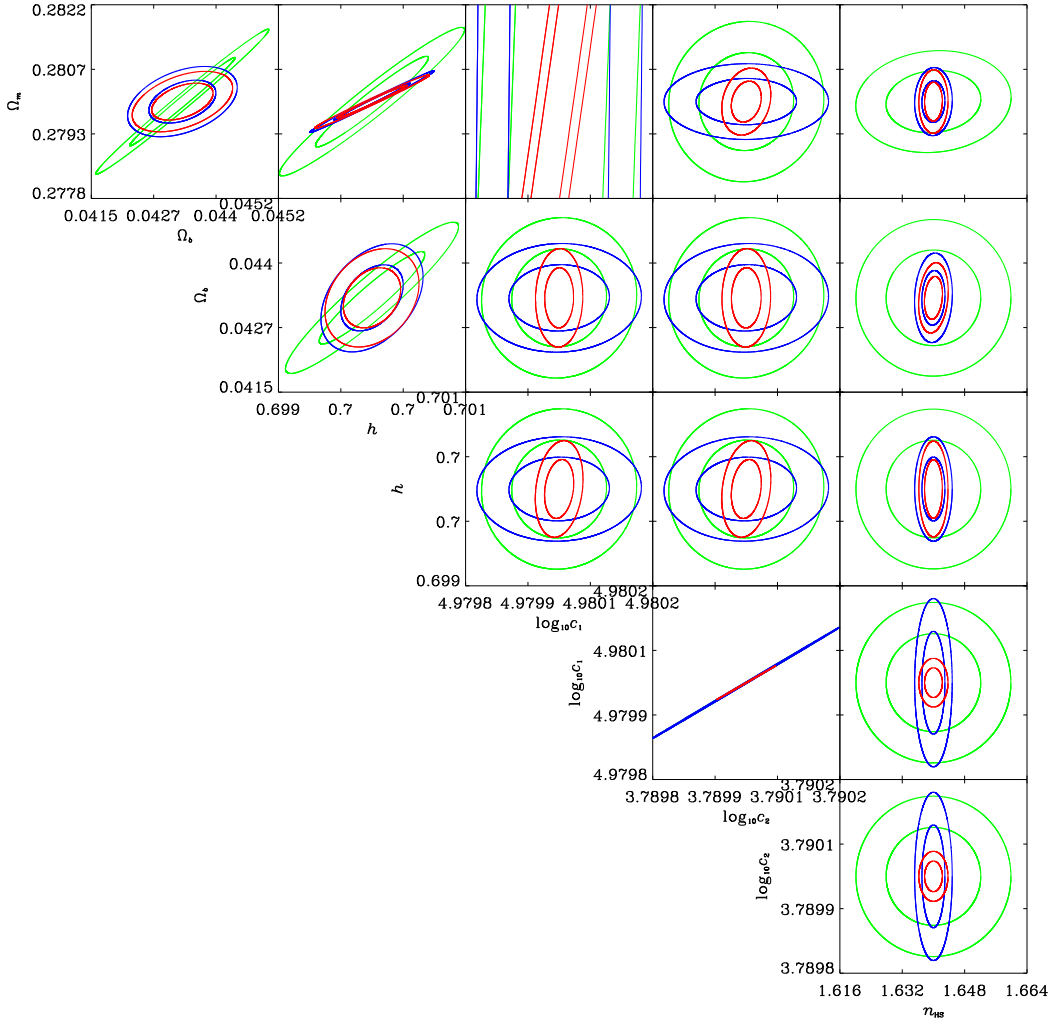 0.2822
0.2807
Ωm
0.2793
0.2778
0.0415 0.0427 0.044 0.0452
Ωb
0.0452
0.044
Ωb
0.0427
0.0415
0.699 0.7 0.7 0.701
h
0.701
0.7
h
0.7
0.699
4.9798 4.9799 4.9801 4.9802
log10c1
4.9802
4.9801
log10c1
4.9799
4.9798
3.7898 3.7899 3.7901 3.7902
log10c2
3.7902
3.7901
log10c2
3.7899
3.7898
1.616 1.632 1.648 1.664
nHS